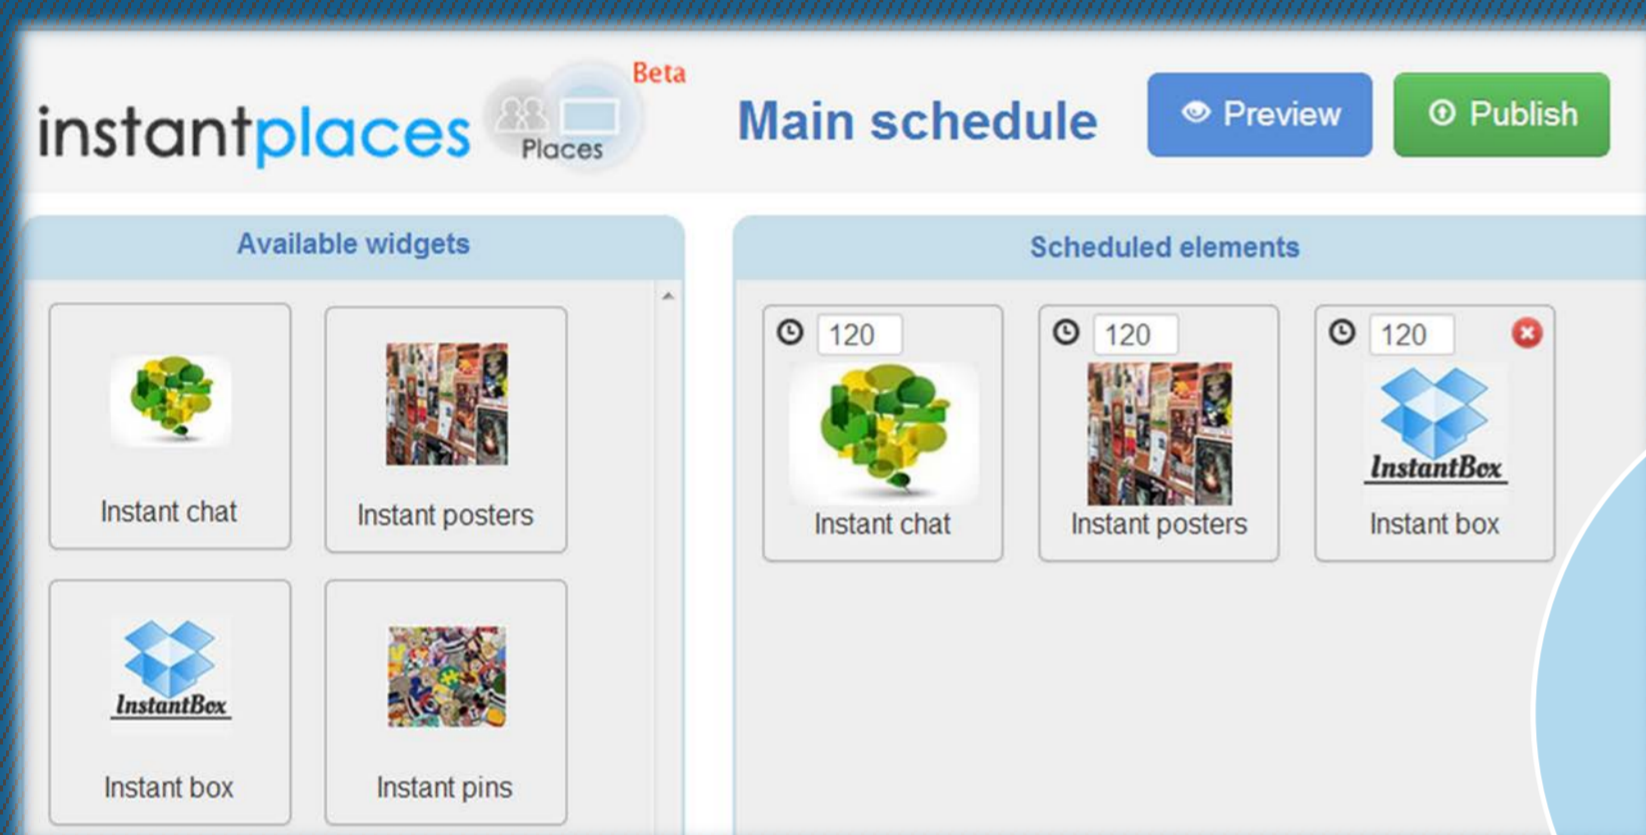 instantplaces
Places
Beta
Main schedule
Preview
Publish
Available widgets
Instant chat
Instant posters
InstantBox
Instant box
Instant pins
Scheduled elements
120
Instant chat
120
Instant posters
120
InstantBox
Instant box